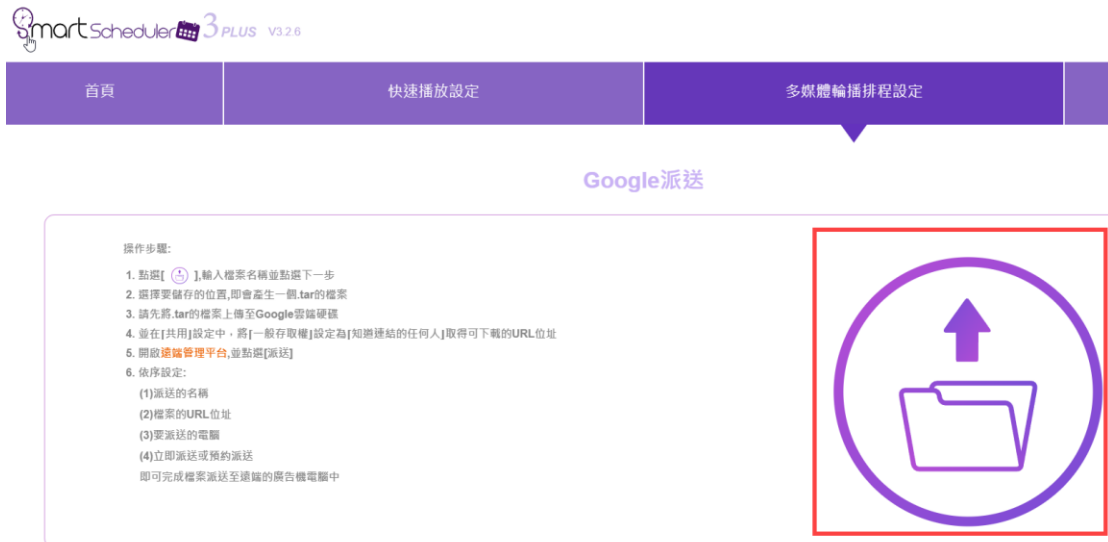 Smart Scheduler 3 PLUS V3.2.6
首頁 快速播放設定 多媒體輪播排程設定
Google派送
操作步驟:
1. 點選[ ],輸入檔案名稱並點選下一步
2. 選擇要儲存的位置,即會產生一個.tar的檔案
3. 請先將.tar的檔案上傳至Google雲端硬碟
4. 並在[共用]設定中，將[一般存取權]設定為[知道連結的任何人]取得可下載的URL位址
5. 開啟遠端管理平台,並點選[派送]
6. 依序設定:
(1)派送的名稱
(2)檔案的URL位址
(3)要派送的電腦
(4)立即派送或預約派送
即可完成檔案派送至遠端的廣告機電腦中